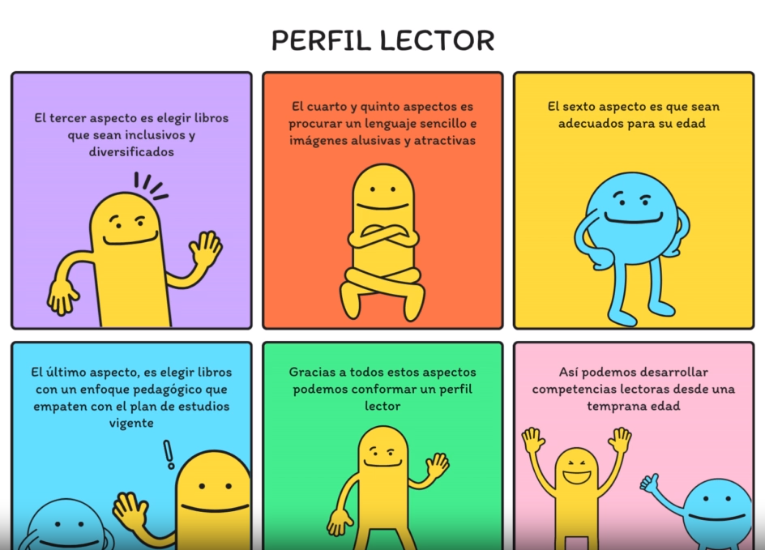 PERFIL LECTOR
El tercer aspecto es elegir libros
que sean inclusivos y
diversificados
El cuarto y quinto aspectos es
procurar un lenguaje sencillo e
imágenes alusivas y atractivas
El sexto aspecto es que sean
adecuados para su edad
El último aspecto, es elegir libros
con un enfoque pedagógico que
empaten con el plan de estudios
vigente
Gracias a todos estos aspectos
podemos conformar un perfil
lector
Así podemos desarrollar
competencias lectoras desde una
temprana edad